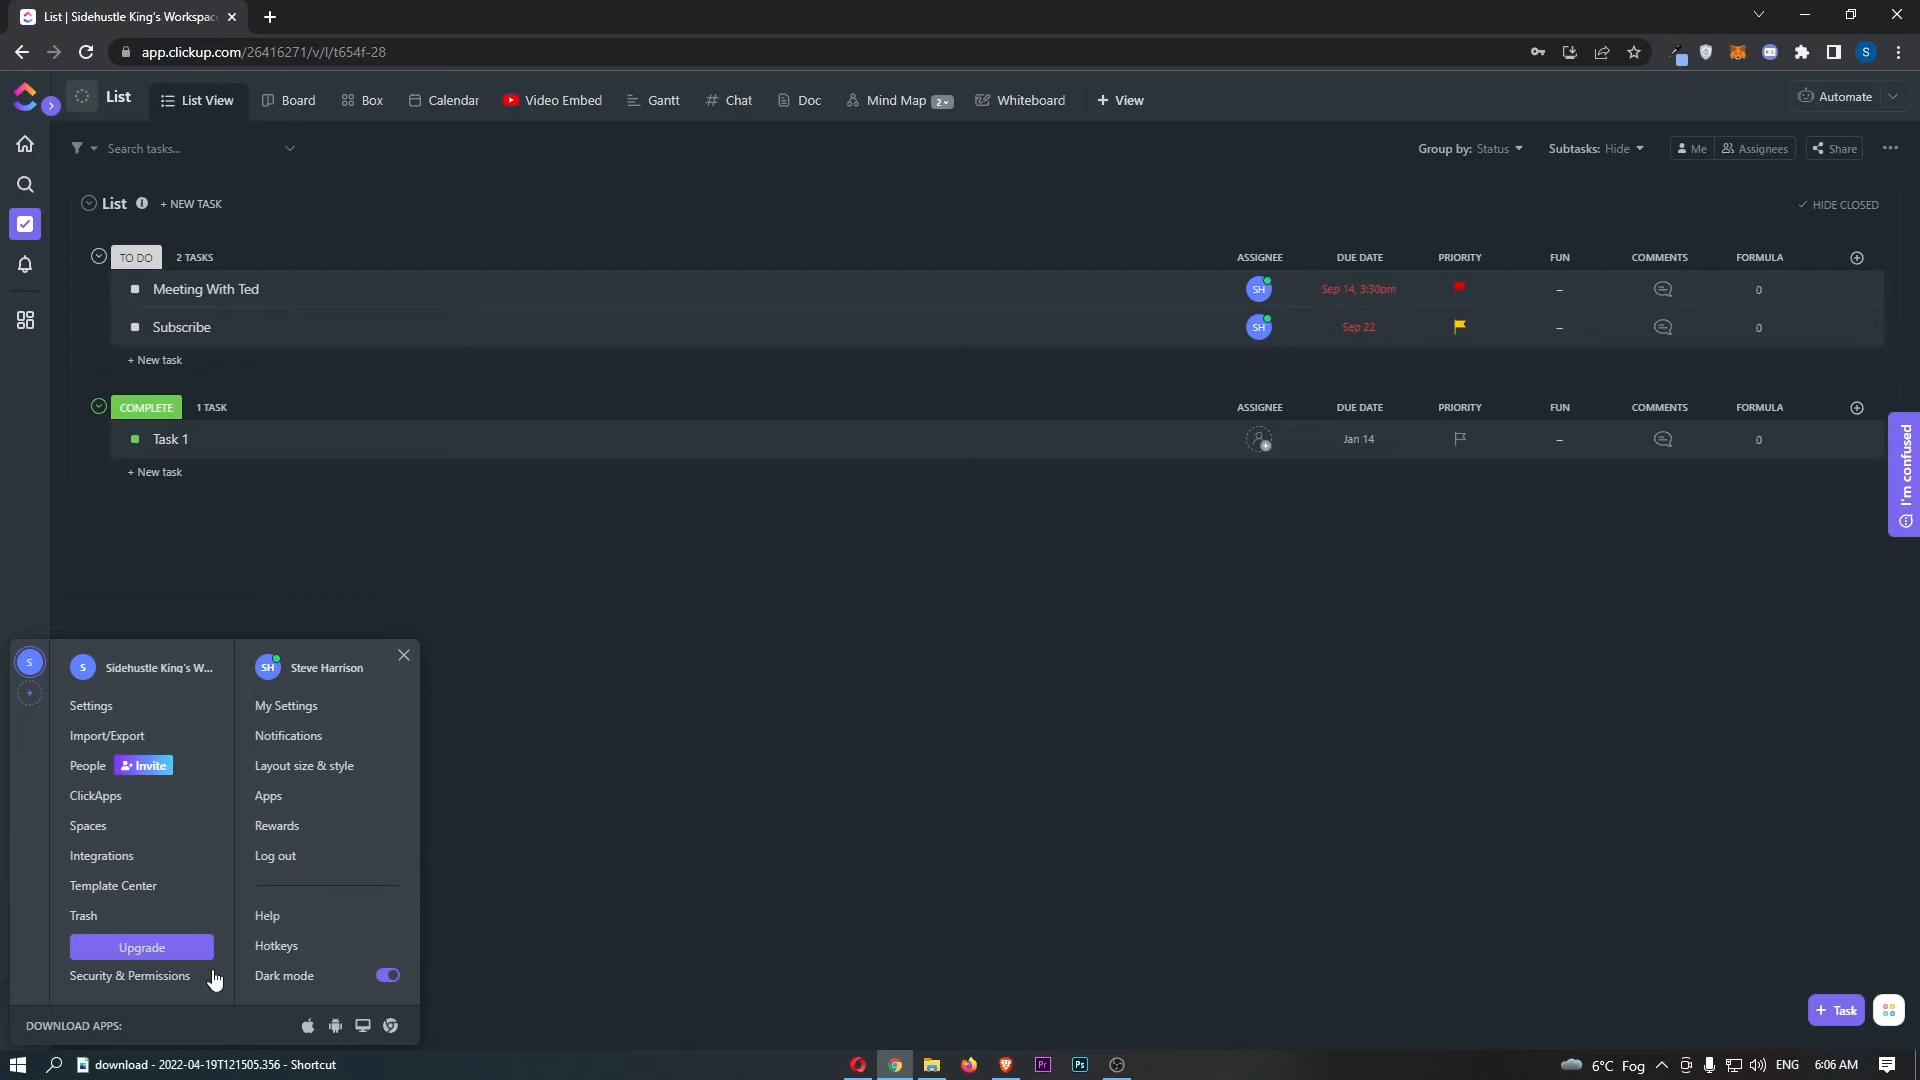 List | Sidehustle King's Workspac
app.clickup.com/26416271/v/l/t654f-28
S
List
List View
Board
Box
Calendar
Video Embed
Gantt
Chat
Doc
Mind Map 2
Whiteboard
+ View
Automate
Search tasks...
Group by: Status
Subtasks: Hide
Me
Assignees
Share
List
+ NEW TASK
HIDE CLOSED
TO DO 2 TASKS ASSIGNEE DUE DATE PRIORITY FUN COMMENTS FORMULA
Meeting With Ted SH Sep 14, 3:30pm – 0
Subscribe SH Sep 22 – 0
+ New task
COMPLETE 1 TASK ASSIGNEE DUE DATE PRIORITY FUN COMMENTS FORMULA
Task 1 Jan 14 – 0
+ New task
I'm confused
S
S Sidehustle King's W...
Settings
Import/Export
People Invite
ClickApps
Spaces
Integrations
Template Center
Trash
Upgrade
Security & Permissions
SH Steve Harrison
My Settings
Notifications
Layout size & style
Apps
Rewards
Log out
Help
Hotkeys
Dark mode
DOWNLOAD APPS:
+ Task
download - 2022-04-19T121505.356 - Shortcut
Pr
Ps
6°C Fog
ENG
6:06 AM